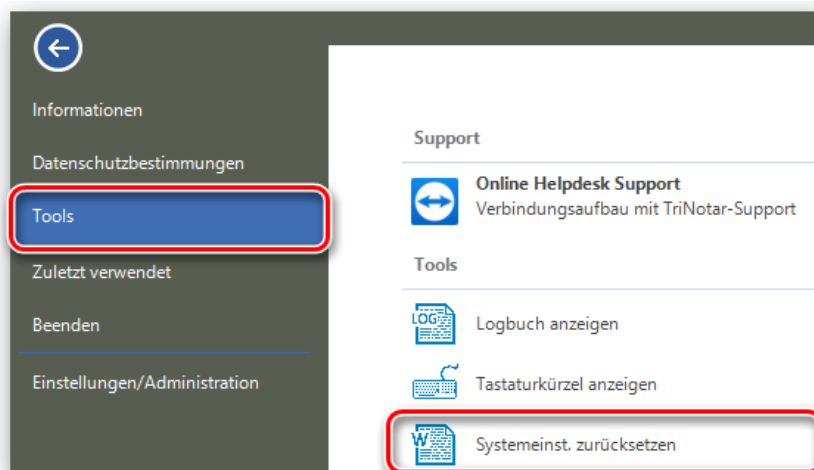 Informationen
Datenschutzbestimmungen
Tools
Zuletzt verwendet
Beenden
Einstellungen/Administration
Support
Online Helpdesk Support
Verbindungsaufbau mit TriNotar-Support
Tools
LOG
Logbuch anzeigen
Tastaturkürzel anzeigen
W
Systemeinst. zurücksetzen